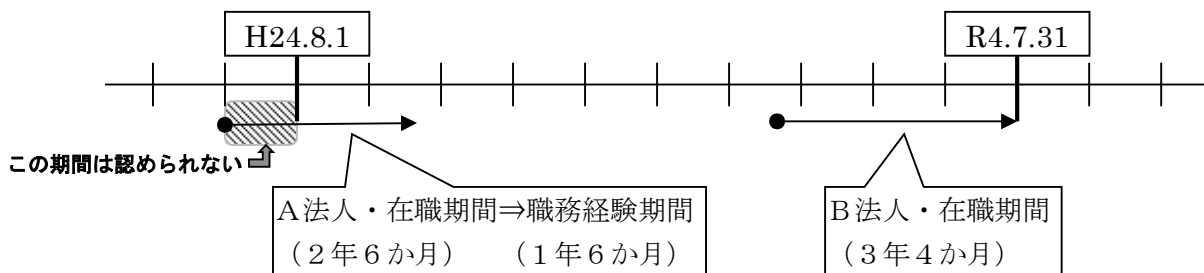 H24.8.1
R4.7.31
この期間は認められない
A法人・在職期間⇒職務経験期間
（２年６か月）　（１年６か月）
B法人・在職期間
（３年４か月）